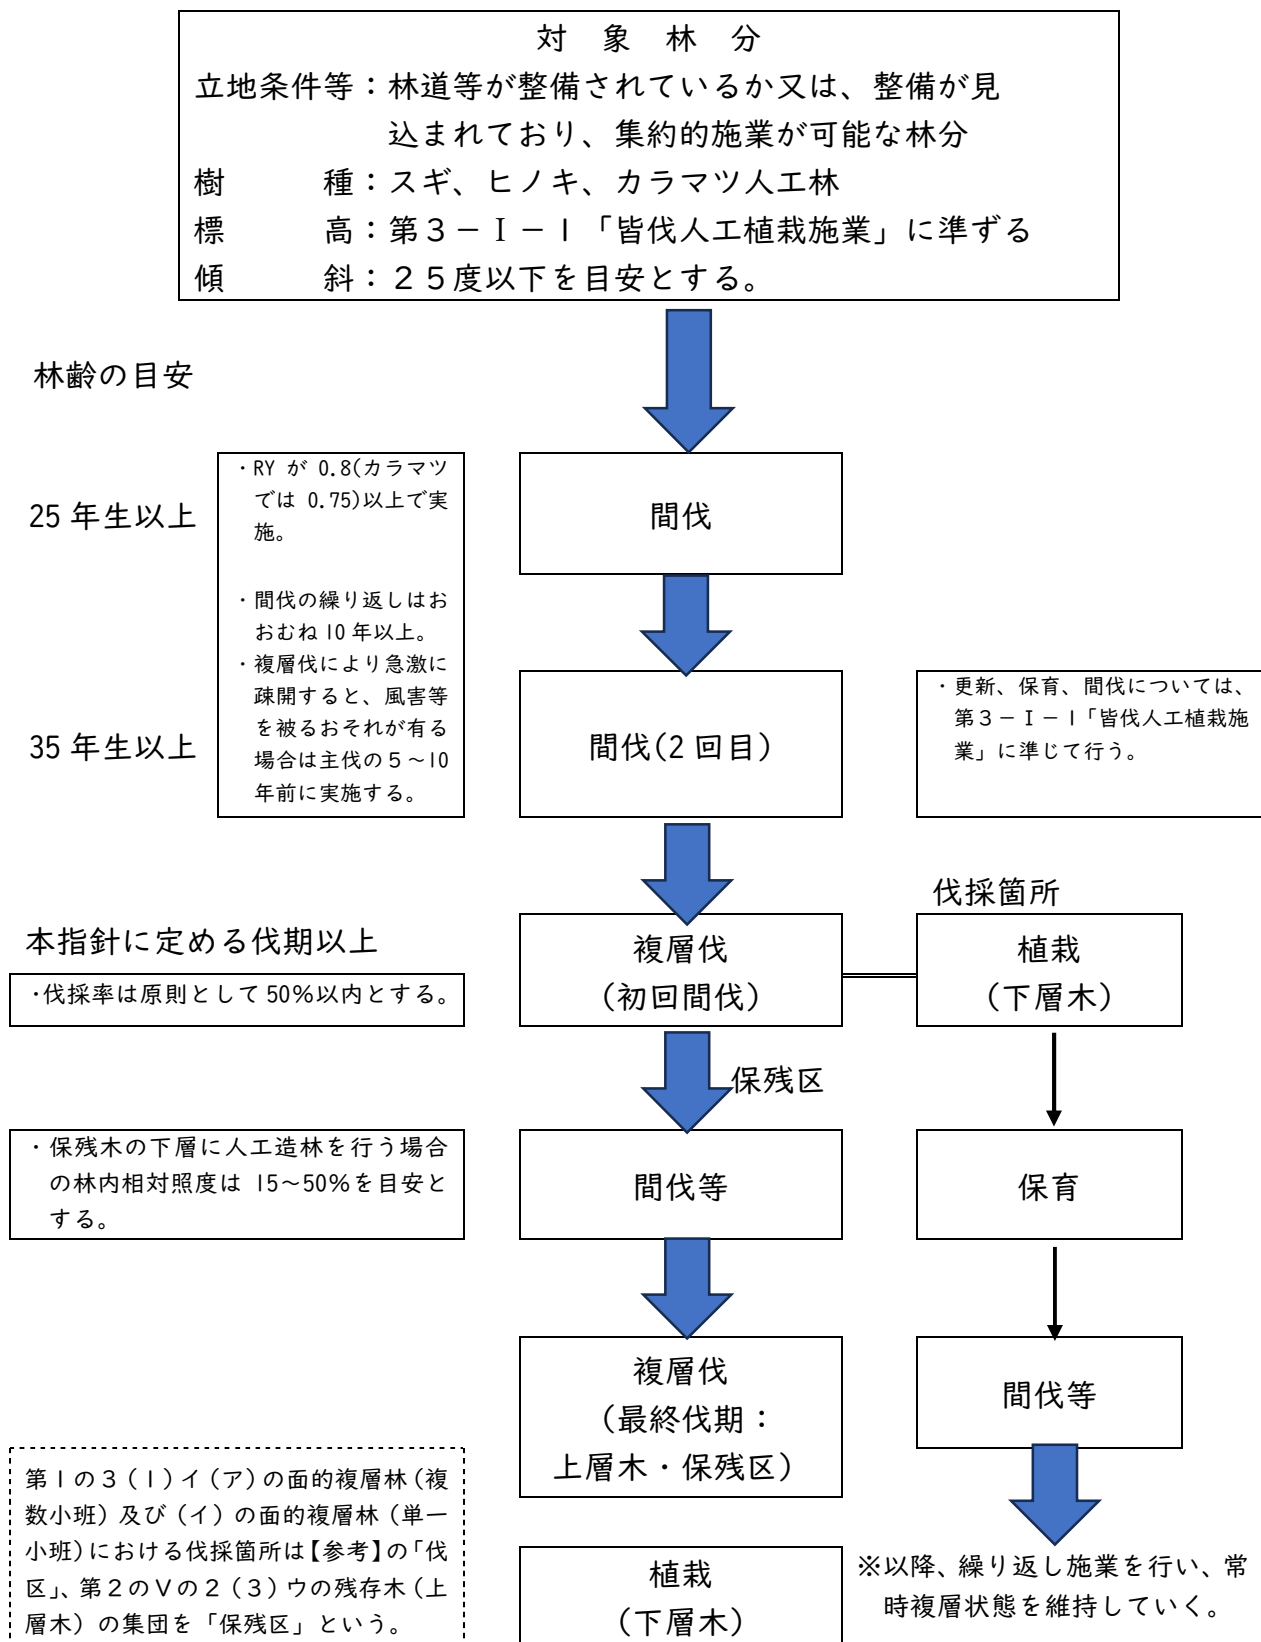 対　象　林　分
立地条件等：林道等が整備されているか又は、整備が見
込まれており、集約的施業が可能な林分
樹　　　種：スギ、ヒノキ、カラマツ人工林
標　　　高：第３－Ⅰ－１「皆伐人工植栽施業」に準ずる
傾　　　斜：２５度以下を目安とする。
林齢の目安
25 年生以上
・RY が 0.8(カラマツ
では 0.75)以上で実
施。
・間伐の繰り返しはお
おむね 10 年以上。
・複層伐により急激に
疎開すると、風害等
を被るおそれが有る
場合は主伐の５～10
年前に実施する。
間伐
35 年生以上
間伐(2 回目)
・更新、保育、間伐については、
第３－Ⅰ－１「皆伐人工植栽施
業」に準じて行う。
伐採箇所
本指針に定める伐期以上
・伐採率は原則として 50％以内とする。
複層伐
（初回間伐）
植栽
（下層木）
保残区
・保残木の下層に人工造林を行う場合
の林内相対照度は 15～50％を目安と
する。
間伐等
保育
複層伐
（最終伐期：
上層木・保残区）
間伐等
第１の３（１）イ（ア）の面的複層林（複
数小班）及び（イ）の面的複層林（単一
小班）における伐採箇所は【参考】の「伐
区」、第２のⅤの２（３）ウの残存木（上
層木）の集団を「保残区」という。
植栽
（下層木）
※以降、繰り返し施業を行い、常
時複層状態を維持していく。